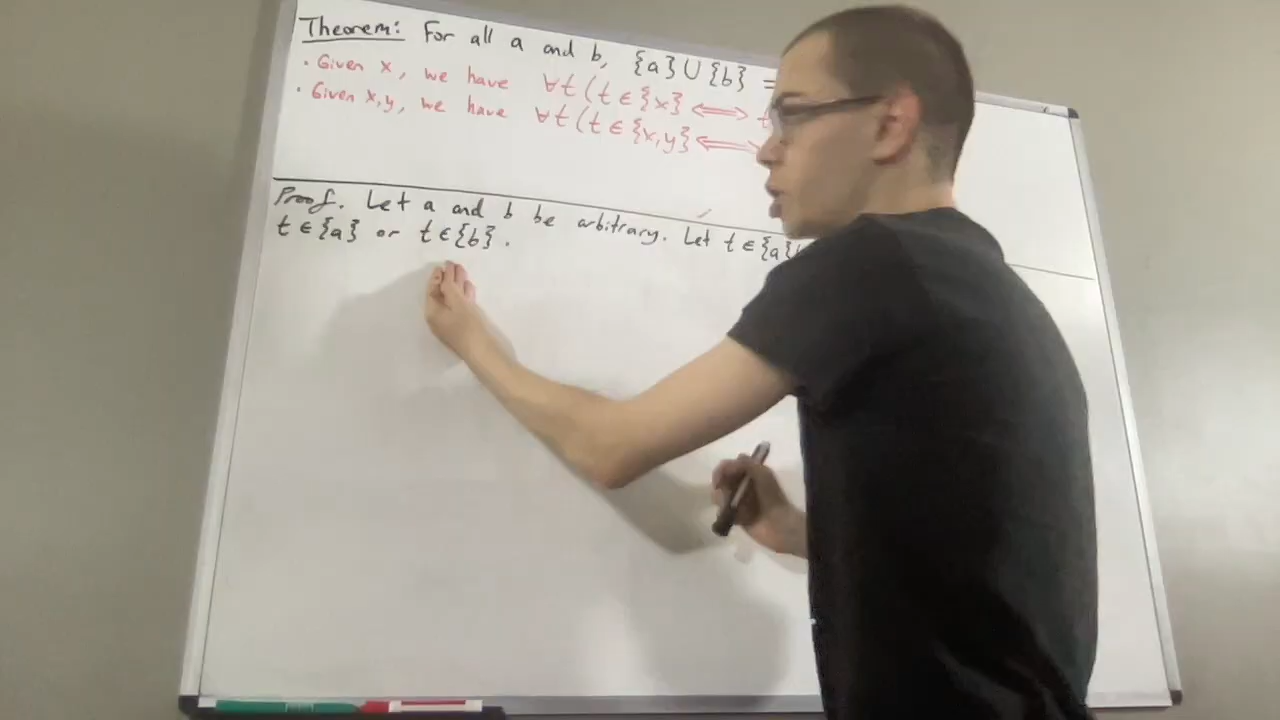 Theorem: For all a and b, {a} ∪ {b} =
· Given x, we have ∀t (t ∈ {x} ⟺ t
· Given x,y, we have ∀t (t ∈ {x,y} ⟺
Proof. Let a and b be arbitrary. Let t ∈ {a}
t ∈ {a} or t ∈ {b}.